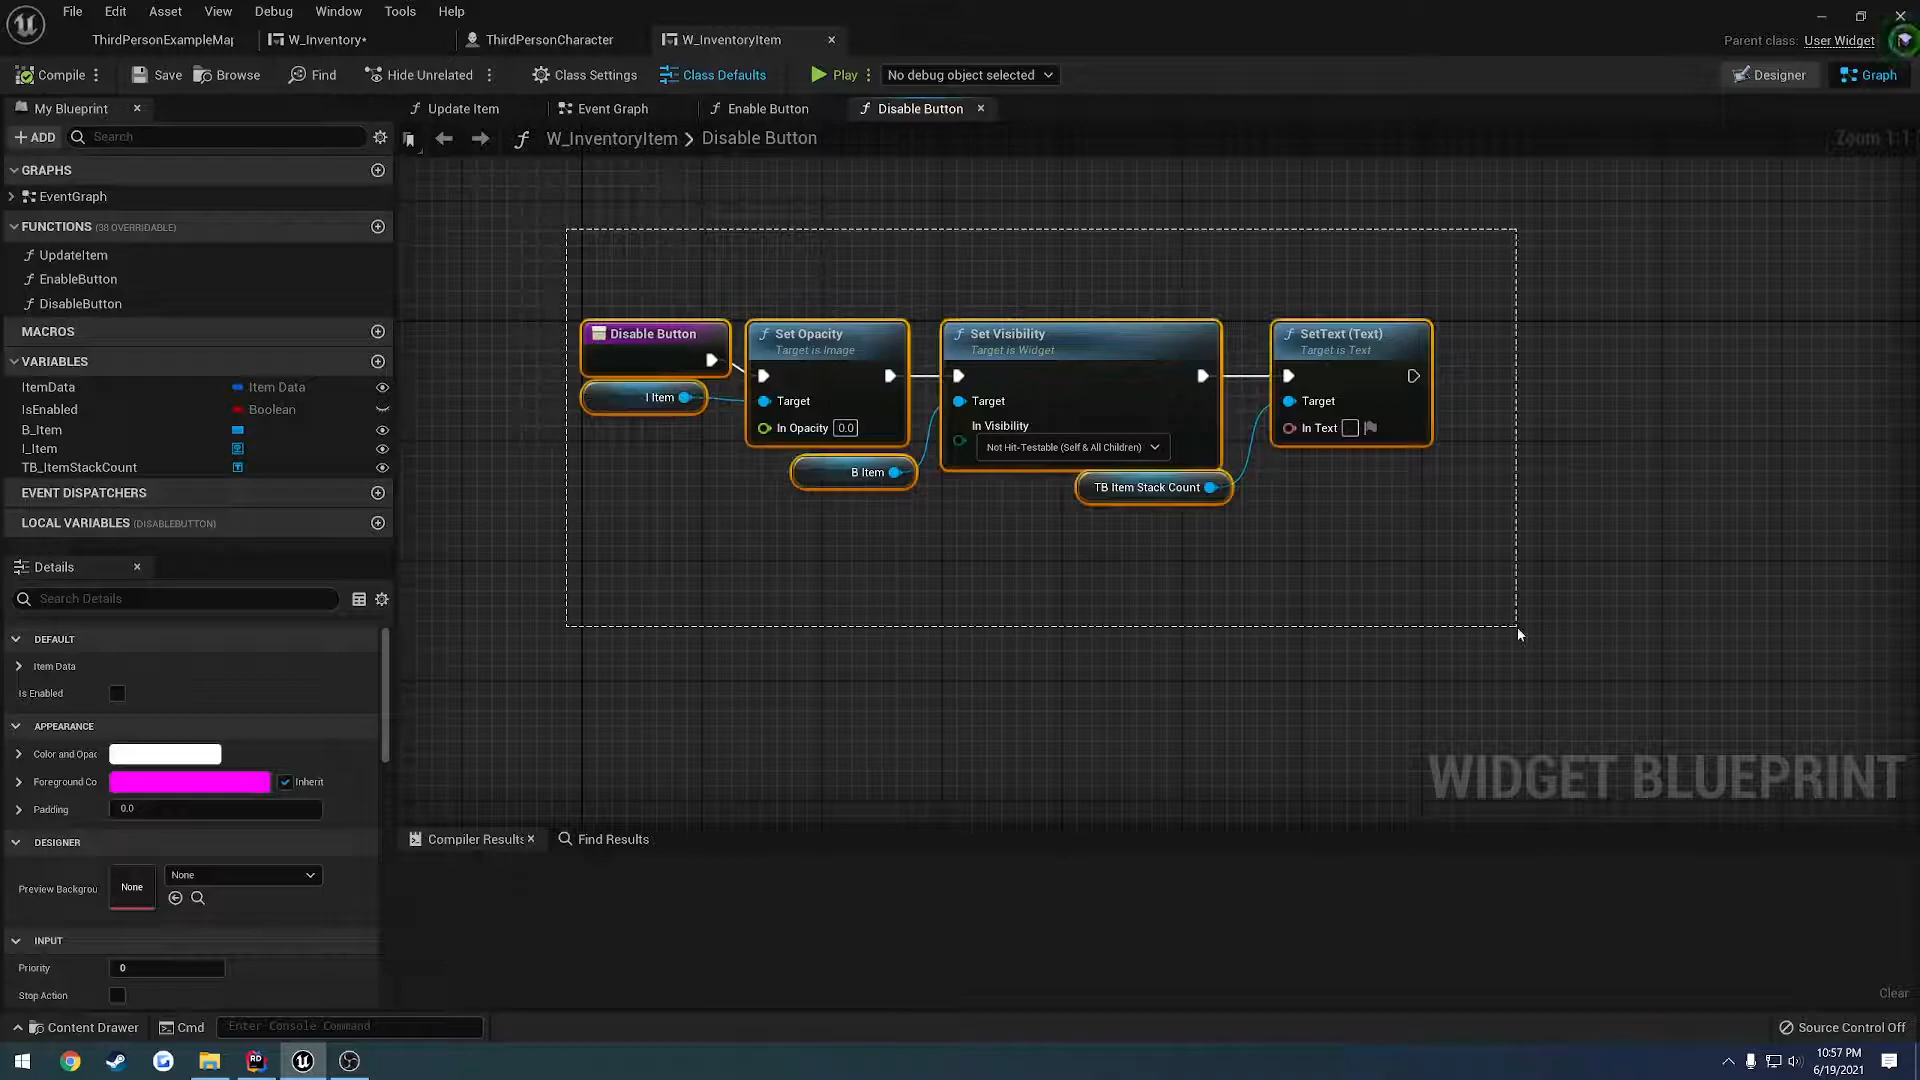 File Edit Asset View Debug Window Tools Help
ThirdPersonExampleMap W_Inventory* ThirdPersonCharacter W_InventoryItem
Parent class: User Widget
Compile Save Browse Find Hide Unrelated Class Settings Class Defaults Play No debug object selected Designer Graph
My Blueprint Update Item Event Graph Enable Button Disable Button
ADD Search W_InventoryItem > Disable Button Zoom 1:1
GRAPHS
EventGraph
FUNCTIONS (38 OVERRIDABLE)
UpdateItem
EnableButton
DisableButton
MACROS
VARIABLES
ItemData Item Data
IsEnabled Boolean
B_Item
I_Item
TB_ItemStackCount
EVENT DISPATCHERS
LOCAL VARIABLES (DISABLEBUTTON)
Disable Button
I Item
Set Opacity
Target is Image
Target
In Opacity 0.0
B Item
Set Visibility
Target is Widget
Target
In Visibility
Not Hit-Testable (Self & All Children)
TB Item Stack Count
SetText (Text)
Target is Text
Target
In Text
WIDGET BLUEPRINT
Details
Search Details
DEFAULT
Item Data
Is Enabled
APPEARANCE
Color and Opac
Foreground Co Inherit
Padding 0.0
DESIGNER
Preview Backgrou None None
INPUT
Priority 0
Stop Action
Compiler Results Find Results
Clear
Content Drawer Cmd Enter Console Command Source Control Off
RD
10:57 PM
6/19/2021